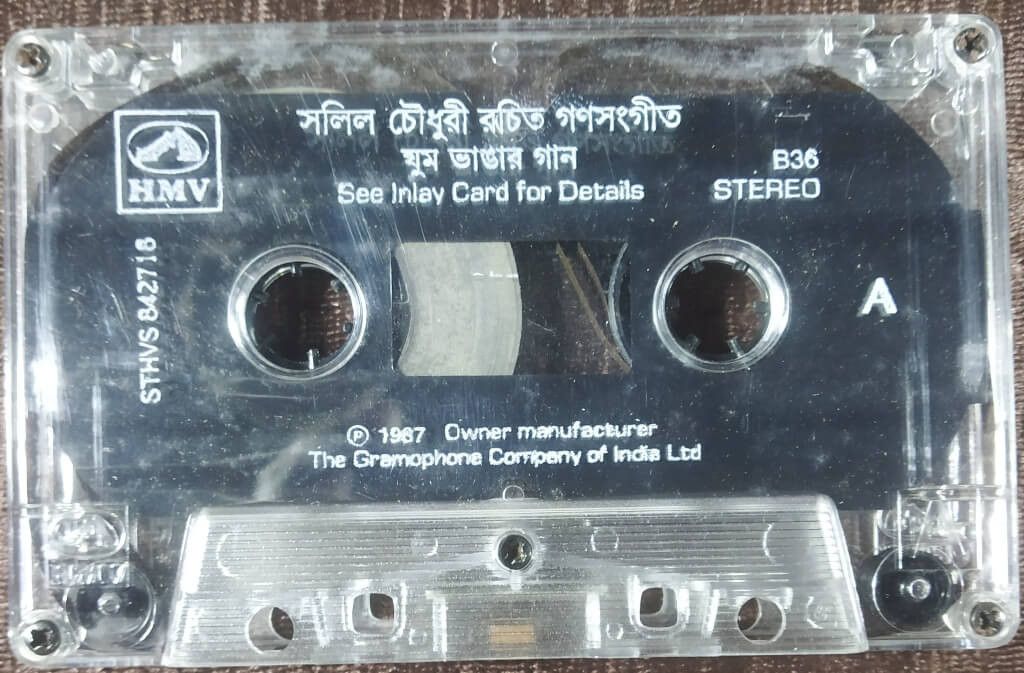 সলিল চৌধুরী রচিত গণসংগীত
ঘুম ভাঙার গান
See Inlay Card for Details
HMV
B36
STEREO
STHVS 842718
A
Ⓟ 1987 Owner manufacturer
The Gramophone Company of India Ltd